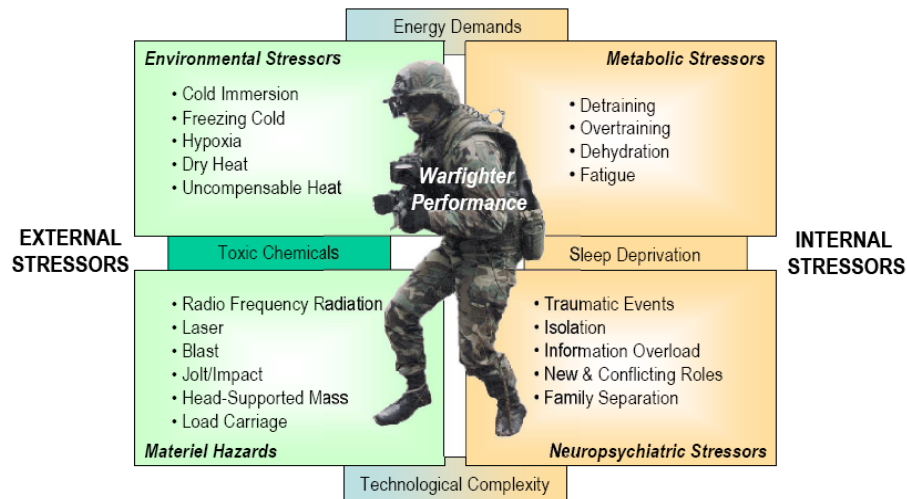 Energy Demands
Environmental Stressors
• Cold Immersion
• Freezing Cold
• Hypoxia
• Dry Heat
• Uncompensable Heat
Metabolic Stressors
• Detraining
• Overtraining
• Dehydration
• Fatigue
Warfighter
Performance
EXTERNAL
STRESSORS
Toxic Chemicals
Sleep Deprivation
INTERNAL
STRESSORS
• Radio Frequency Radiation
• Laser
• Blast
• Jolt/Impact
• Head-Supported Mass
• Load Carriage
Materiel Hazards
• Traumatic Events
• Isolation
• Information Overload
• New & Conflicting Roles
• Family Separation
Neuropsychiatric Stressors
Technological Complexity